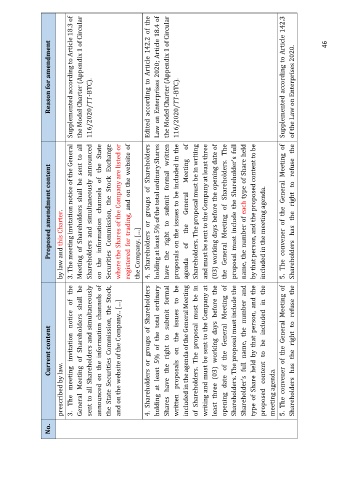 No.
Current content
Proposed amendment content
Reason for amendment
prescribed by law.
by law and this Charter.
3. The meeting invitation notice of the
General Meeting of Shareholders shall be
sent to all Shareholders and simultaneously
announced on the information channels of
the State Securities Commission, the Stock,
and on the website of the Company,. [...]
3. The meeting invitation notice of the General
Meeting of Shareholders shall be sent to all
Shareholders and simultaneously announced
on the information channels of the State
Securities Commission, the Stock Exchange
where the Shares of the Company are listed or
registered for trading, and on the website of
the Company, [...]
Supplemented according to Article 18.3 of
the Model Charter (Appendix 1 of Circular
116/2020/TT-BTC).
4. Shareholders or groups of Shareholders
holding at least 5% of the total ordinary
Shares have the right to submit formal
written proposals on the issues to be
included in the agenda of the General Meeting
of Shareholders. The proposal must be in
writing and must be sent to the Company at
least three (03) working days before the
opening date of the General Meeting of
Shareholders. The proposal must include the
Shareholder's full name, the number and
type of Share held by that person, and the
proposed content to be included in the
meeting agenda.
4. Shareholders or groups of Shareholders
holding at least 5% of the total ordinary Shares
have the right to submit formal written
proposals on the issues to be included in the
agenda of the General Meeting of
Shareholders. The proposal must be in writing
and must be sent to the Company at least three
(03) working days before the opening date of
the General Meeting of Shareholders. The
proposal must include the Shareholder's full
name, the number of each type of Share held
by that person, and the proposed content to be
included in the meeting agenda.
Edited according to Article 142.2 of the
Law on Enterprises 2020; Article 18.4 of
the Model Charter (Appendix 1 of Circular
116/2020/TT-BTC).
5. The convener of the General Meeting of
Shareholders has the right to refuse the
5. The convener of the General Meeting of
Shareholders has the right to refuse the
Supplemented according to Article 142.3
of the Law on Enterprises 2020.
46